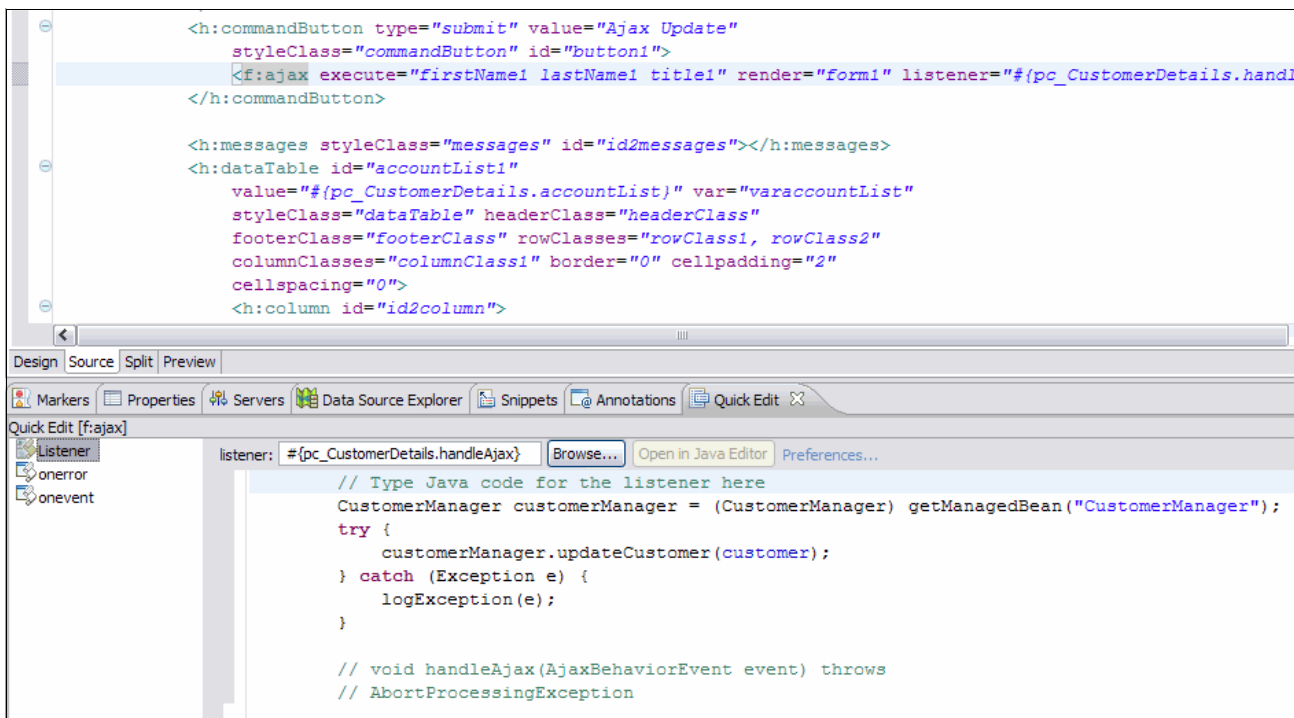 <h:commandButton type="submit" value="Ajax Update"
styleClass="commandButton" id="button1">
<f:ajax execute="firstName1 lastName1 title1" render="form1" listener="#{pc_CustomerDetails.handl
</h:commandButton>
<h:messages styleClass="messages" id="id2messages"></h:messages>
<h:dataTable id="accountList1"
value="#{pc_CustomerDetails.accountList}" var="varaccountList"
styleClass="dataTable" headerClass="headerClass"
footerClass="footerClass" rowClasses="rowClass1, rowClass2"
columnClasses="columnClass1" border="0" cellpadding="2"
cellspacing="0">
<h:column id="id2column">
Design Source Split Preview
Markers Properties Servers Data Source Explorer Snippets Annotations Quick Edit
Quick Edit [f:ajax]
Listener
onerror
onevent
listener: #{pc_CustomerDetails.handleAjax} Browse... Open in Java Editor Preferences...
// Type Java code for the listener here
CustomerManager customerManager = (CustomerManager) getManagedBean("CustomerManager");
try {
customerManager.updateCustomer(customer);
} catch (Exception e) {
logException(e);
}
// void handleAjax(AjaxBehaviorEvent event) throws
// AbortProcessingException